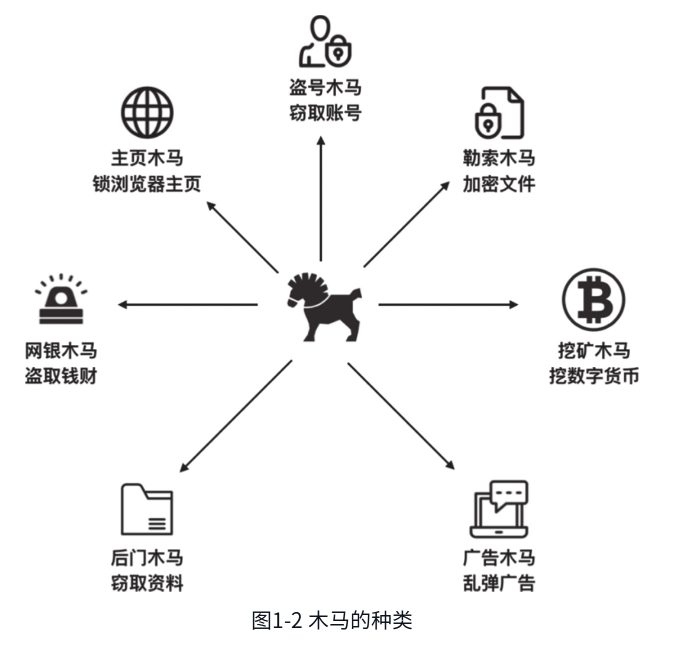 盗号木马
窃取账号
主页木马
锁浏览器主页
勒索木马
加密文件
网银木马
盗取钱财
挖矿木马
挖数字货币
后门木马
窃取资料
广告木马
乱弹广告
图1-2 木马的种类